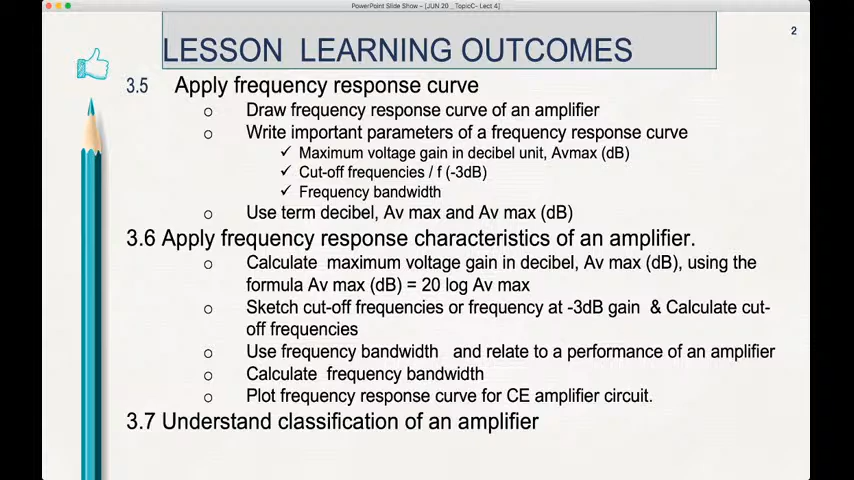 PowerPoint Slide Show - [JUN 20 _ TopicC- Lect 4]
2
LESSON LEARNING OUTCOMES
3.5 Apply frequency response curve
o Draw frequency response curve of an amplifier
o Write important parameters of a frequency response curve
✓ Maximum voltage gain in decibel unit, Avmax (dB)
✓ Cut-off frequencies / f (-3dB)
✓ Frequency bandwidth
o Use term decibel, Av max and Av max (dB)
3.6 Apply frequency response characteristics of an amplifier.
o Calculate maximum voltage gain in decibel, Av max (dB), using the
formula Av max (dB) = 20 log Av max
o Sketch cut-off frequencies or frequency at -3dB gain & Calculate cut-
off frequencies
o Use frequency bandwidth and relate to a performance of an amplifier
o Calculate frequency bandwidth
o Plot frequency response curve for CE amplifier circuit.
3.7 Understand classification of an amplifier